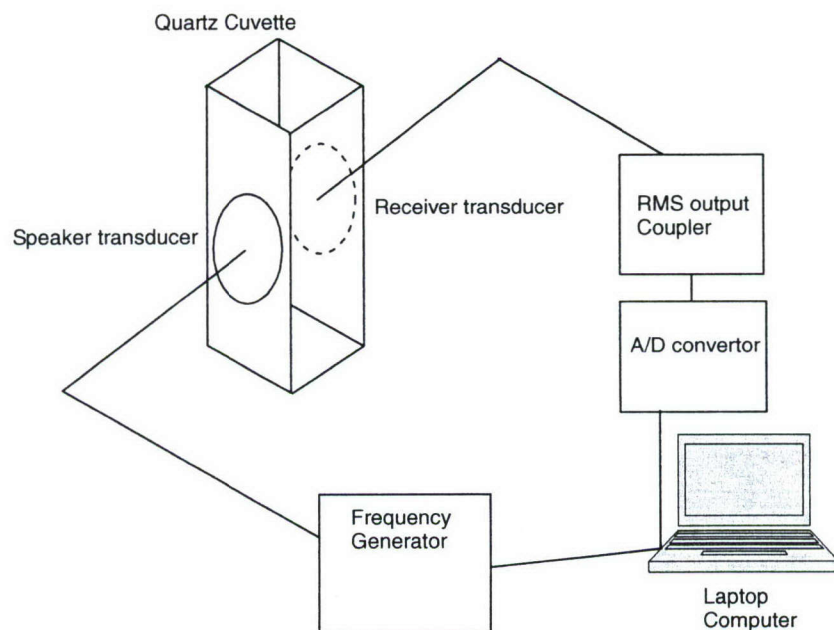 Quartz Cuvette
Speaker transducer
Receiver transducer
RMS output
Coupler
A/D convertor
Frequency
Generator
Laptop
Computer